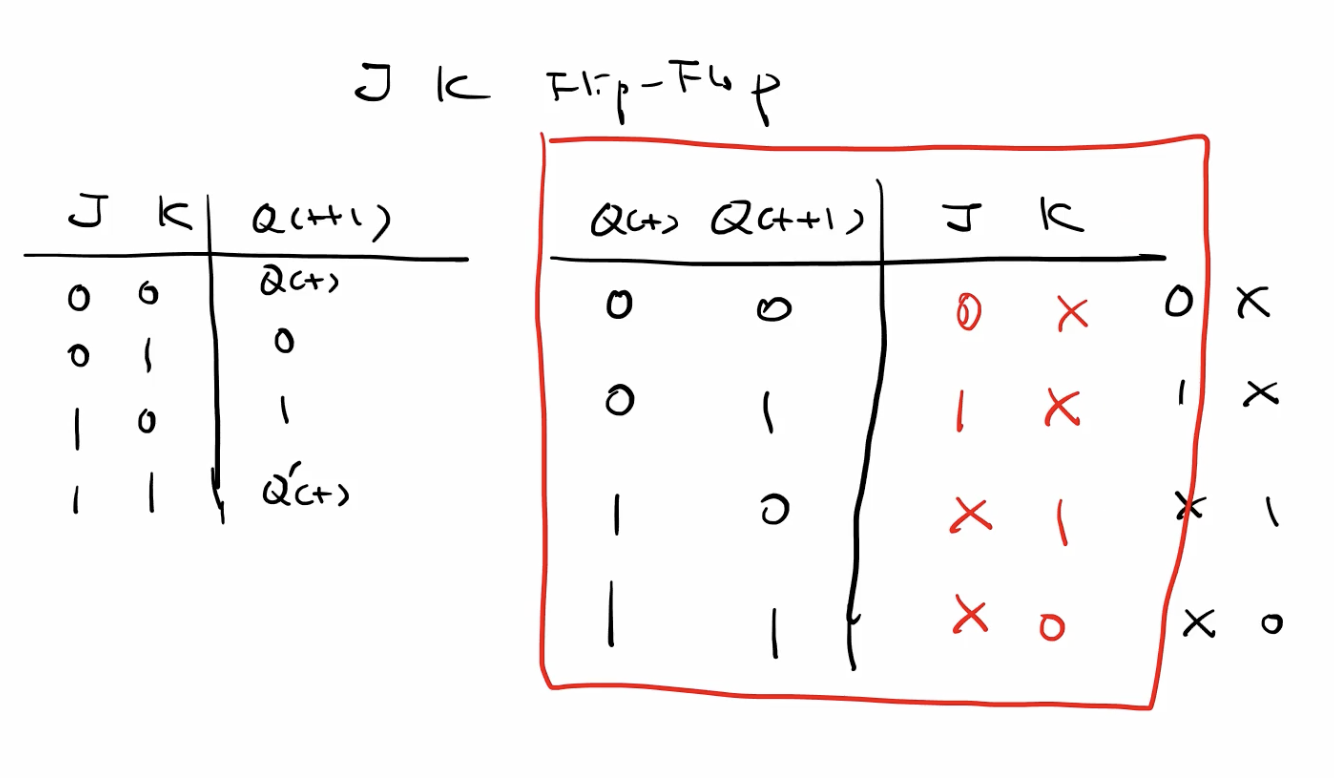 J K Flip-Flop
J K Q(t+1)
0 0 Q(t)
0 1 0
1 0 1
1 1 Q'(t)
Q(t) Q(t+1) J K
0 0 0 X 0 X
0 1 1 X 1 X
1 0 X 1 X 1
1 1 X 0 X 0